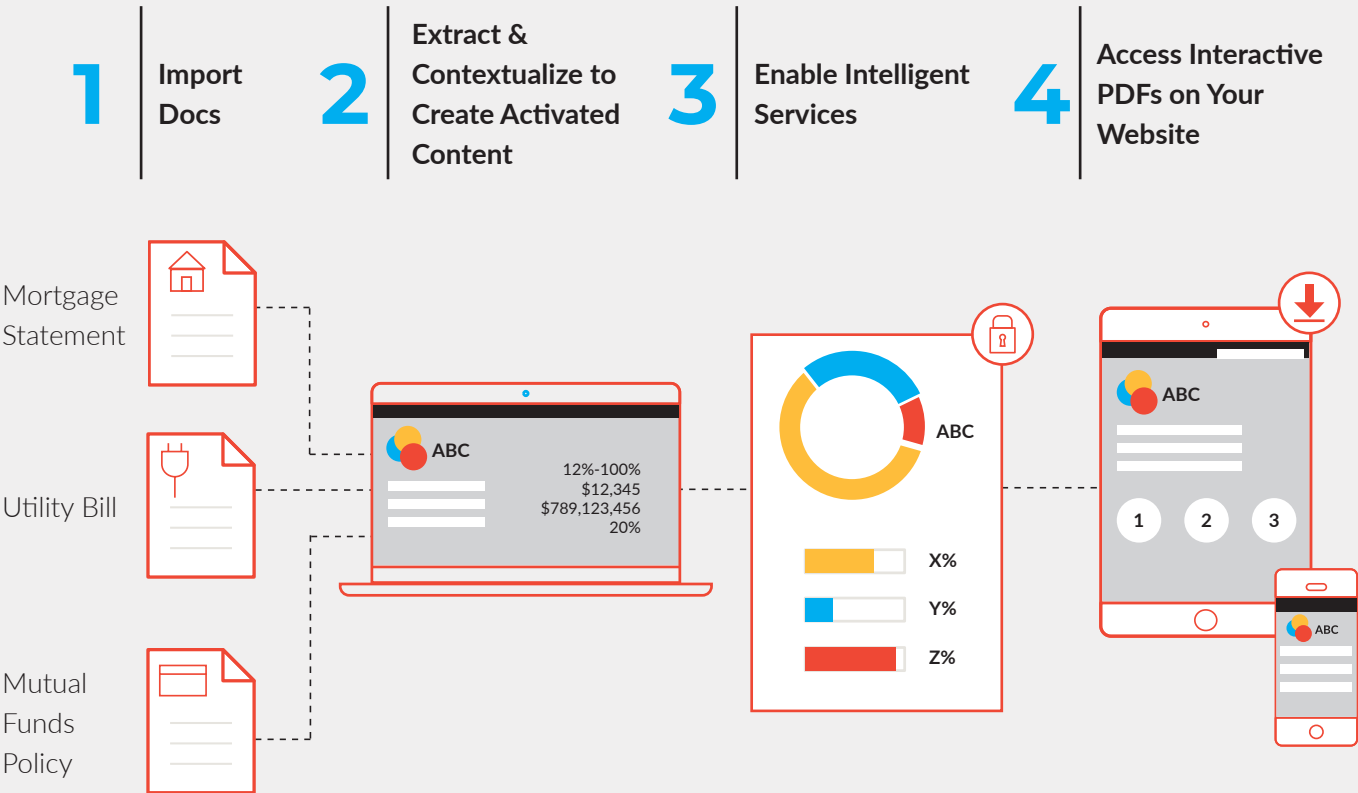 1
Import
Docs
2
Extract &
Contextualize to
Create Activated
Content
3
Enable Intelligent
Services
4
Access Interactive
PDFs on Your
Website
Mortgage
Statement
Utility Bill
Mutual
Funds
Policy
ABC
12%-100%
$12,345
$789,123,456
20%
ABC
X%
Y%
Z%
ABC
1 2 3
ABC